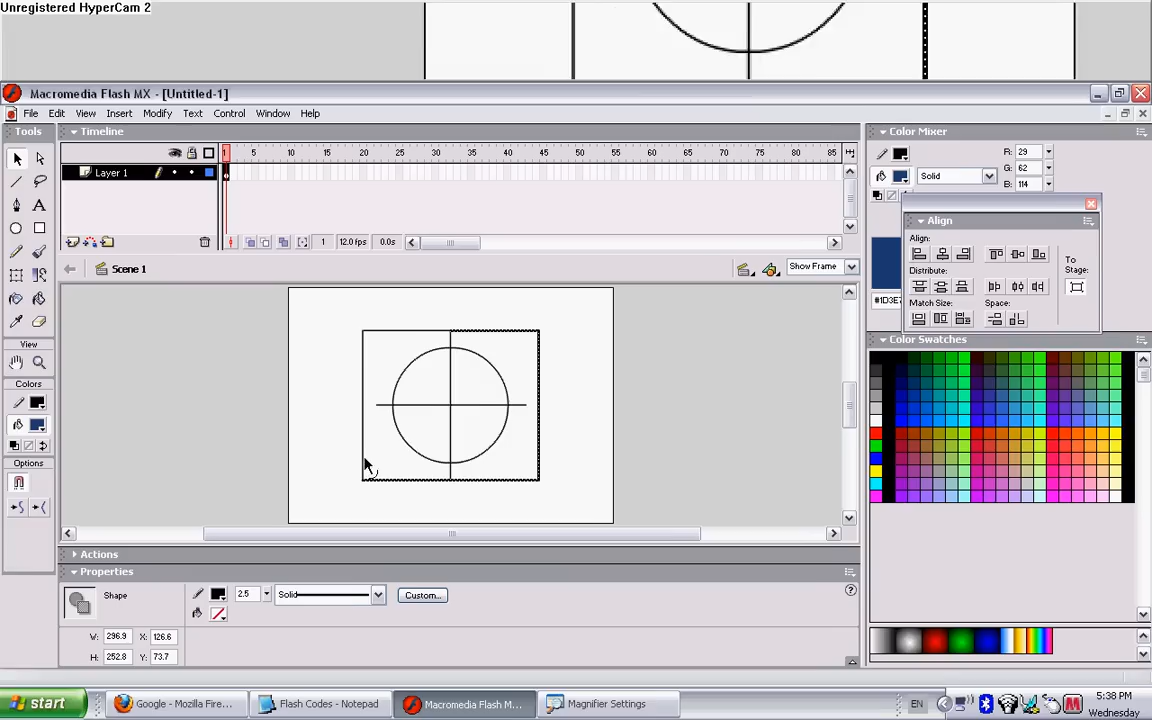 Unregistered HyperCam 2
Macromedia Flash MX - [Untitled-1]
File Edit View Insert Modify Text Control Window Help
Tools
Timeline
Color Mixer
1 5 10 15 20 25 30 35 40 45 50 55 60 65 70 75 80 85
Layer 1
R: 29
G: 62
B: 114
Solid
Align
Align:
To
Stage:
Distribute:
Match Size:
Space:
1 12.0 fps 0.0s
Scene 1
Show Frame
Color Swatches
View
Colors
Options
Actions
Properties
Shape
2.5
Solid
Custom...
W: 296.9 X: 126.6
H: 252.8 Y: 73.7
start
Google - Mozilla Fire...
Flash Codes - Notepad
Macromedia Flash M...
Magnifier Settings
EN
5:38 PM
Wednesday